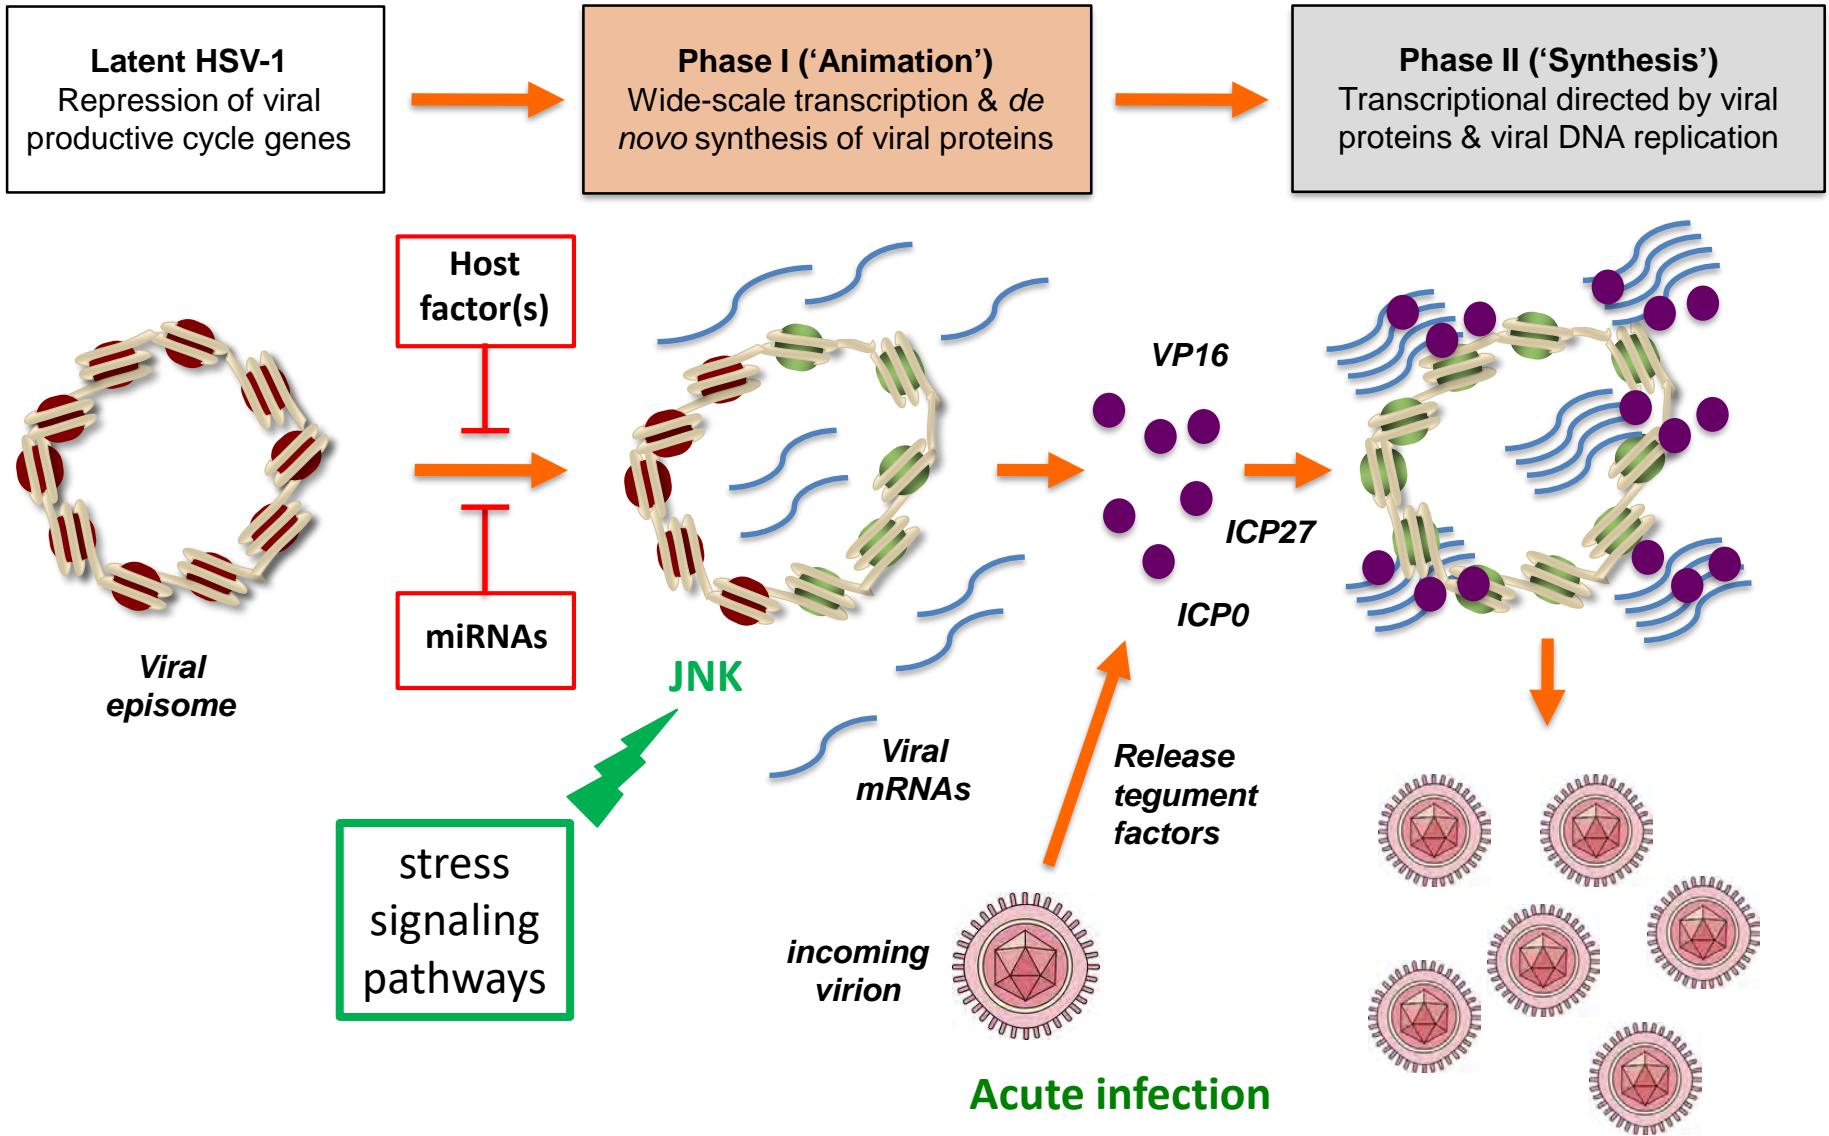 Latent HSV-1
Repression of viral
productive cycle genes
Phase I (‘Animation’)
Wide-scale transcription & de
novo synthesis of viral proteins
Phase II (‘Synthesis’)
Transcriptional directed by viral
proteins & viral DNA replication
Host
factor(s)
miRNAs
Viral
episome
JNK
stress
signaling
pathways
Viral
mRNAs
VP16
ICP27
ICP0
Release
tegument
factors
incoming
virion
Acute infection